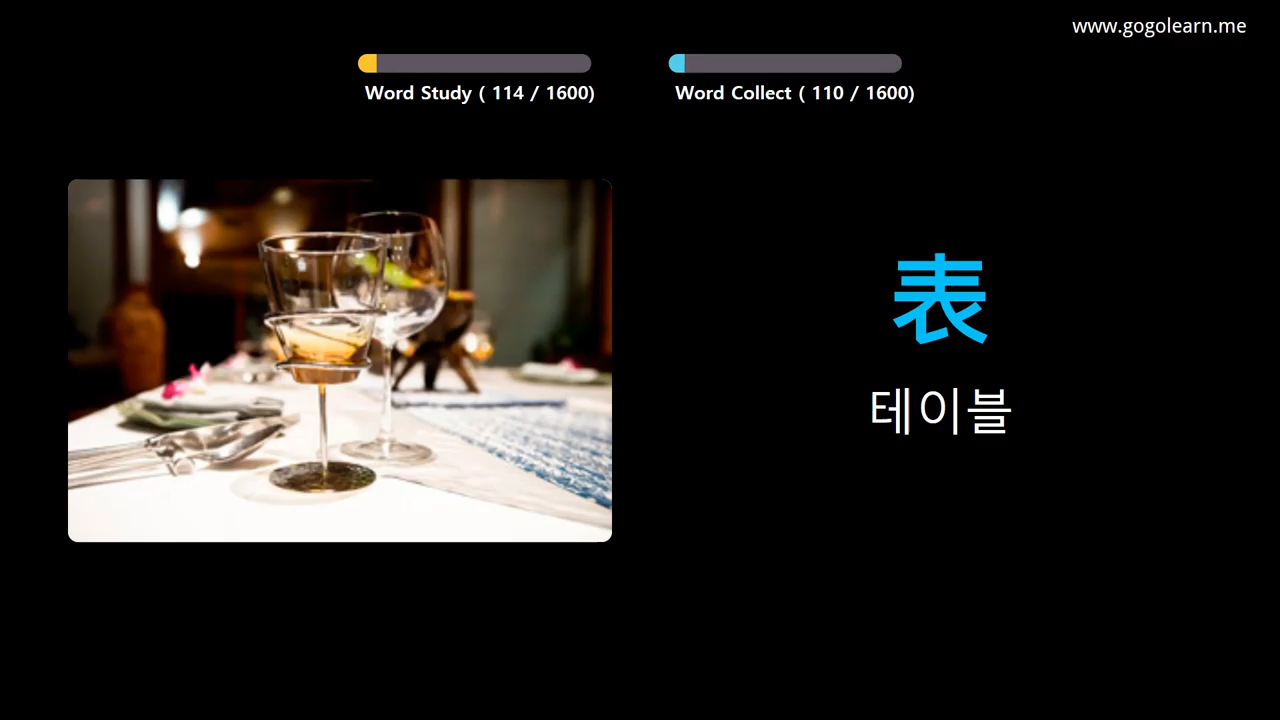 www.gogolearn.me
Word Study ( 114 / 1600)
Word Collect ( 110 / 1600)
表
테이블